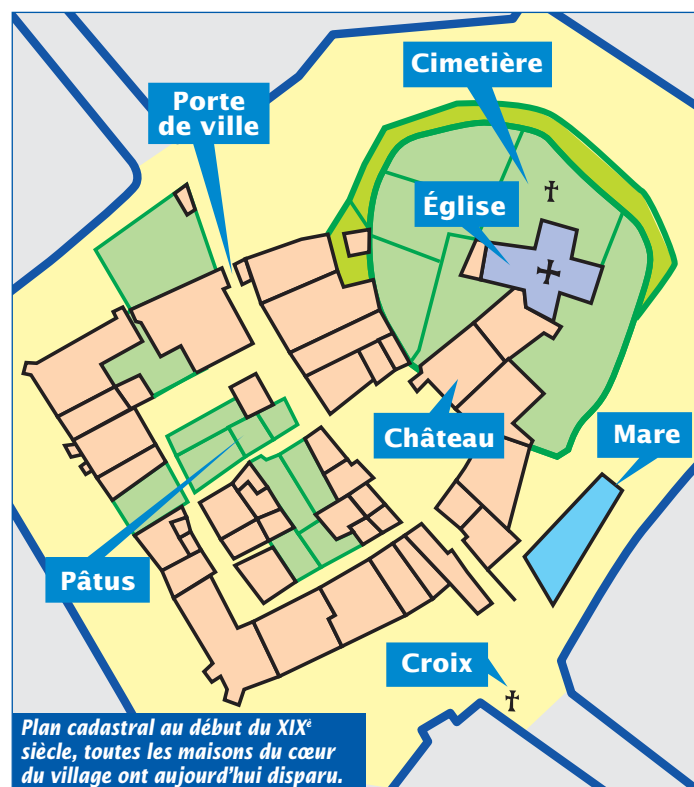 Cimetière
Porte
de ville
Église
Château
Mare
Pâtus
Croix
Plan cadastral au début du XIXè
siècle, toutes les maisons du cœur
du village ont aujourd'hui disparu.